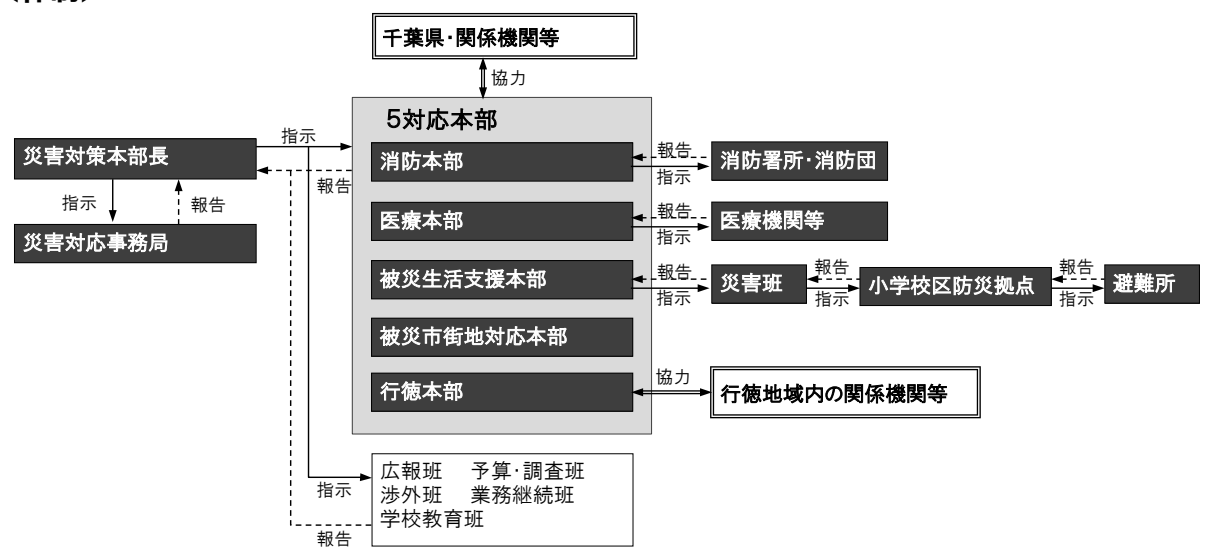 千葉県・関係機関等
協力
5対応本部
指示
災害対策本部長
報告
指示
報告
災害対応事務局
消防本部
報告
指示
消防署所・消防団
医療本部
報告
指示
医療機関等
被災生活支援本部
報告
指示
災害班
報告
指示
小学校区防災拠点
報告
指示
避難所
被災市街地対応本部
行徳本部
協力
行徳地域内の関係機関等
指示
広報班 予算・調査班
渉外班 業務継続班
学校教育班
報告